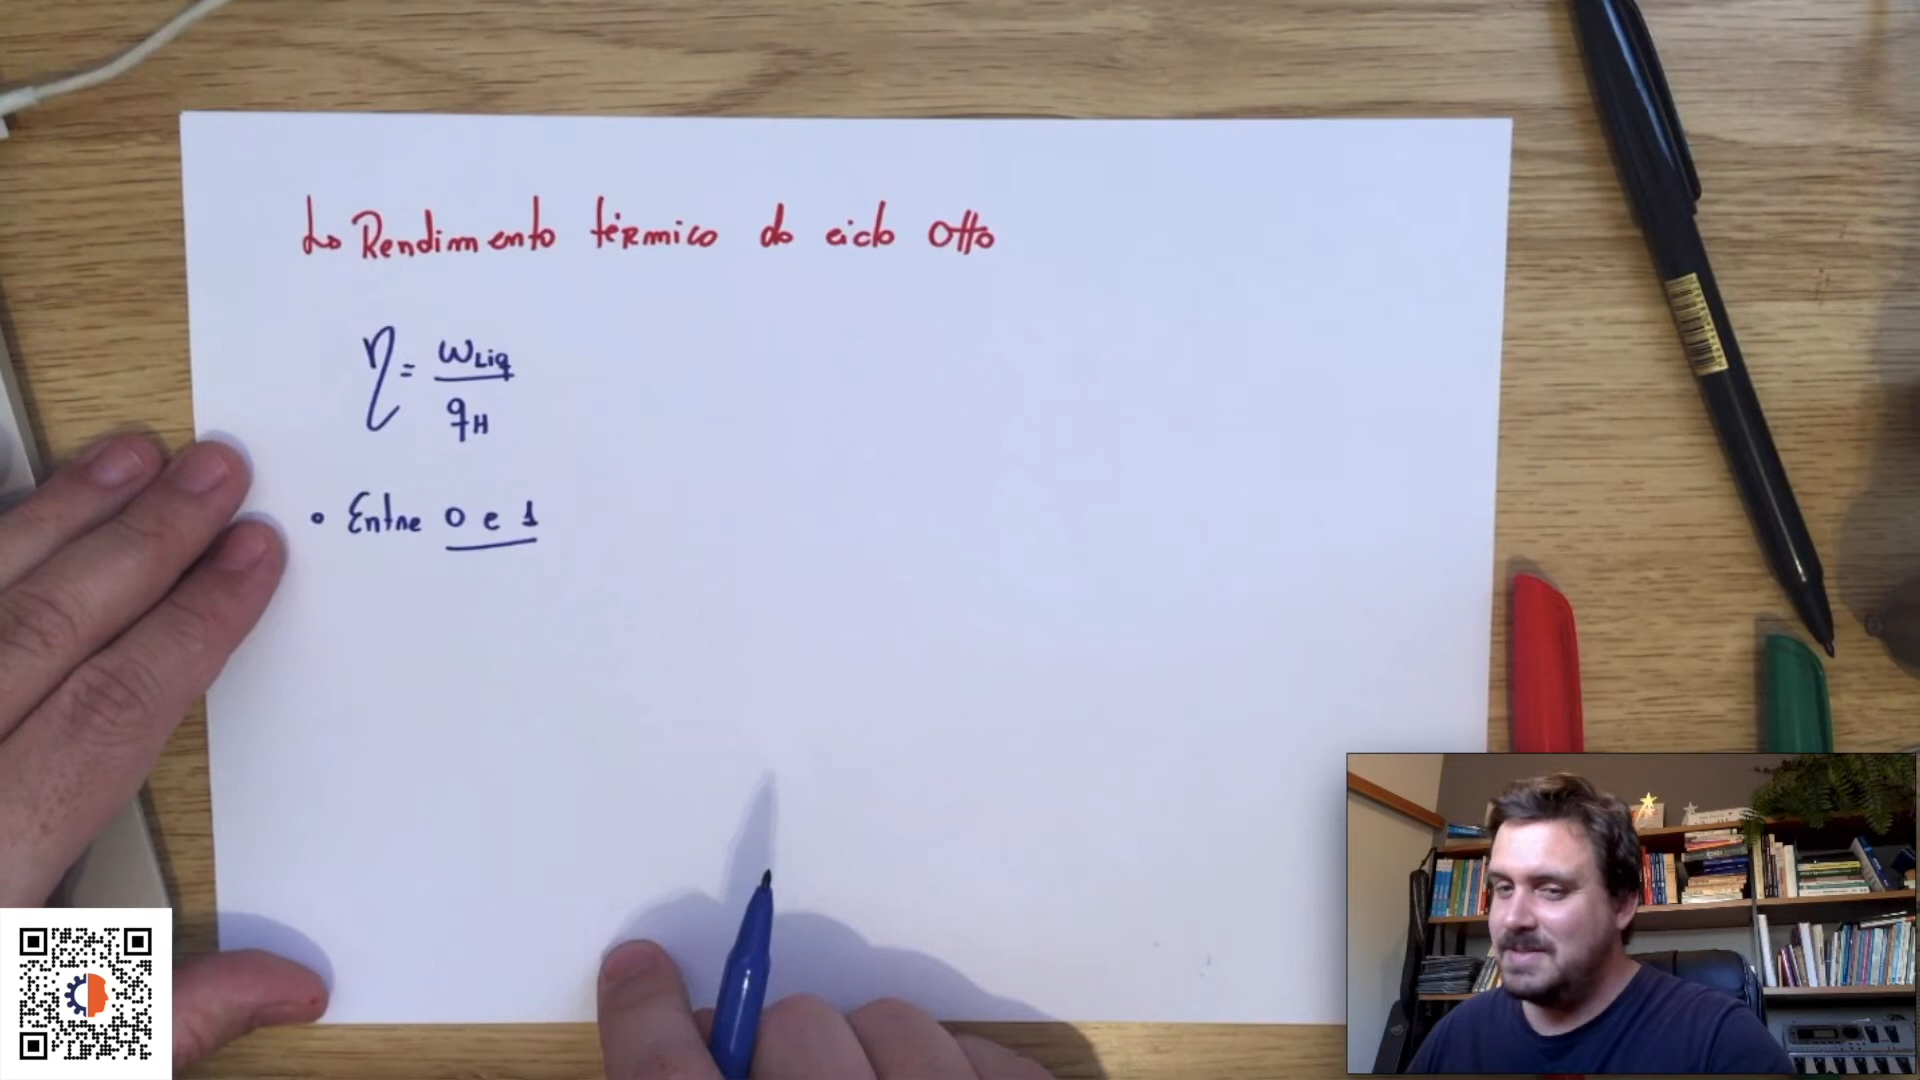 ↳ Rendimento térmico do ciclo Otto
η = wLiq / qH
• Entre 0 e 1